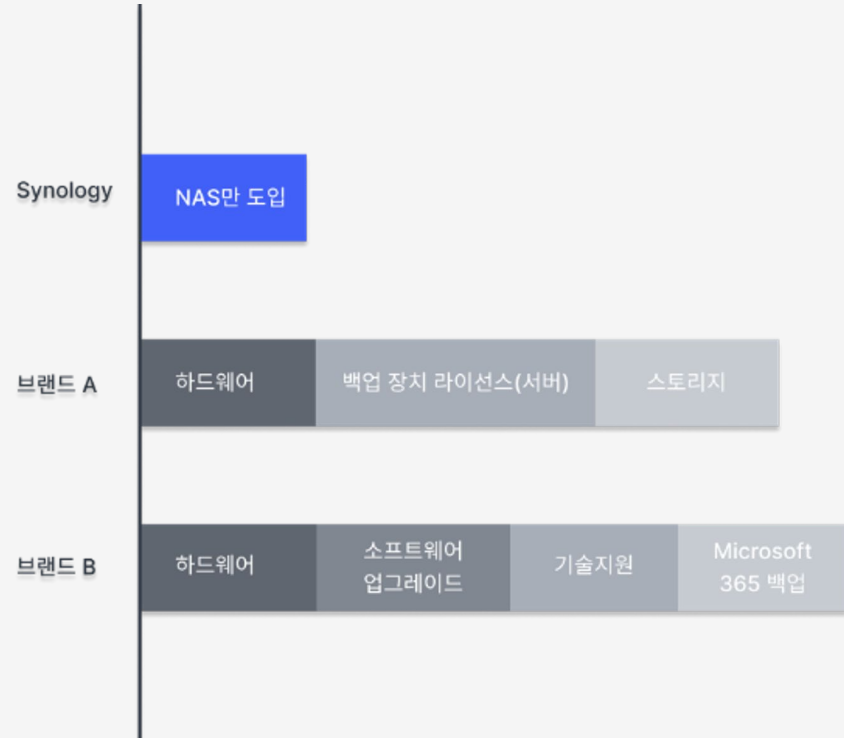 Synology
NAS만 도입
브랜드 A
하드웨어
백업 장치 라이선스(서버)
스토리지
브랜드 B
하드웨어
소프트웨어
업그레이드
기술지원
Microsoft
365 백업